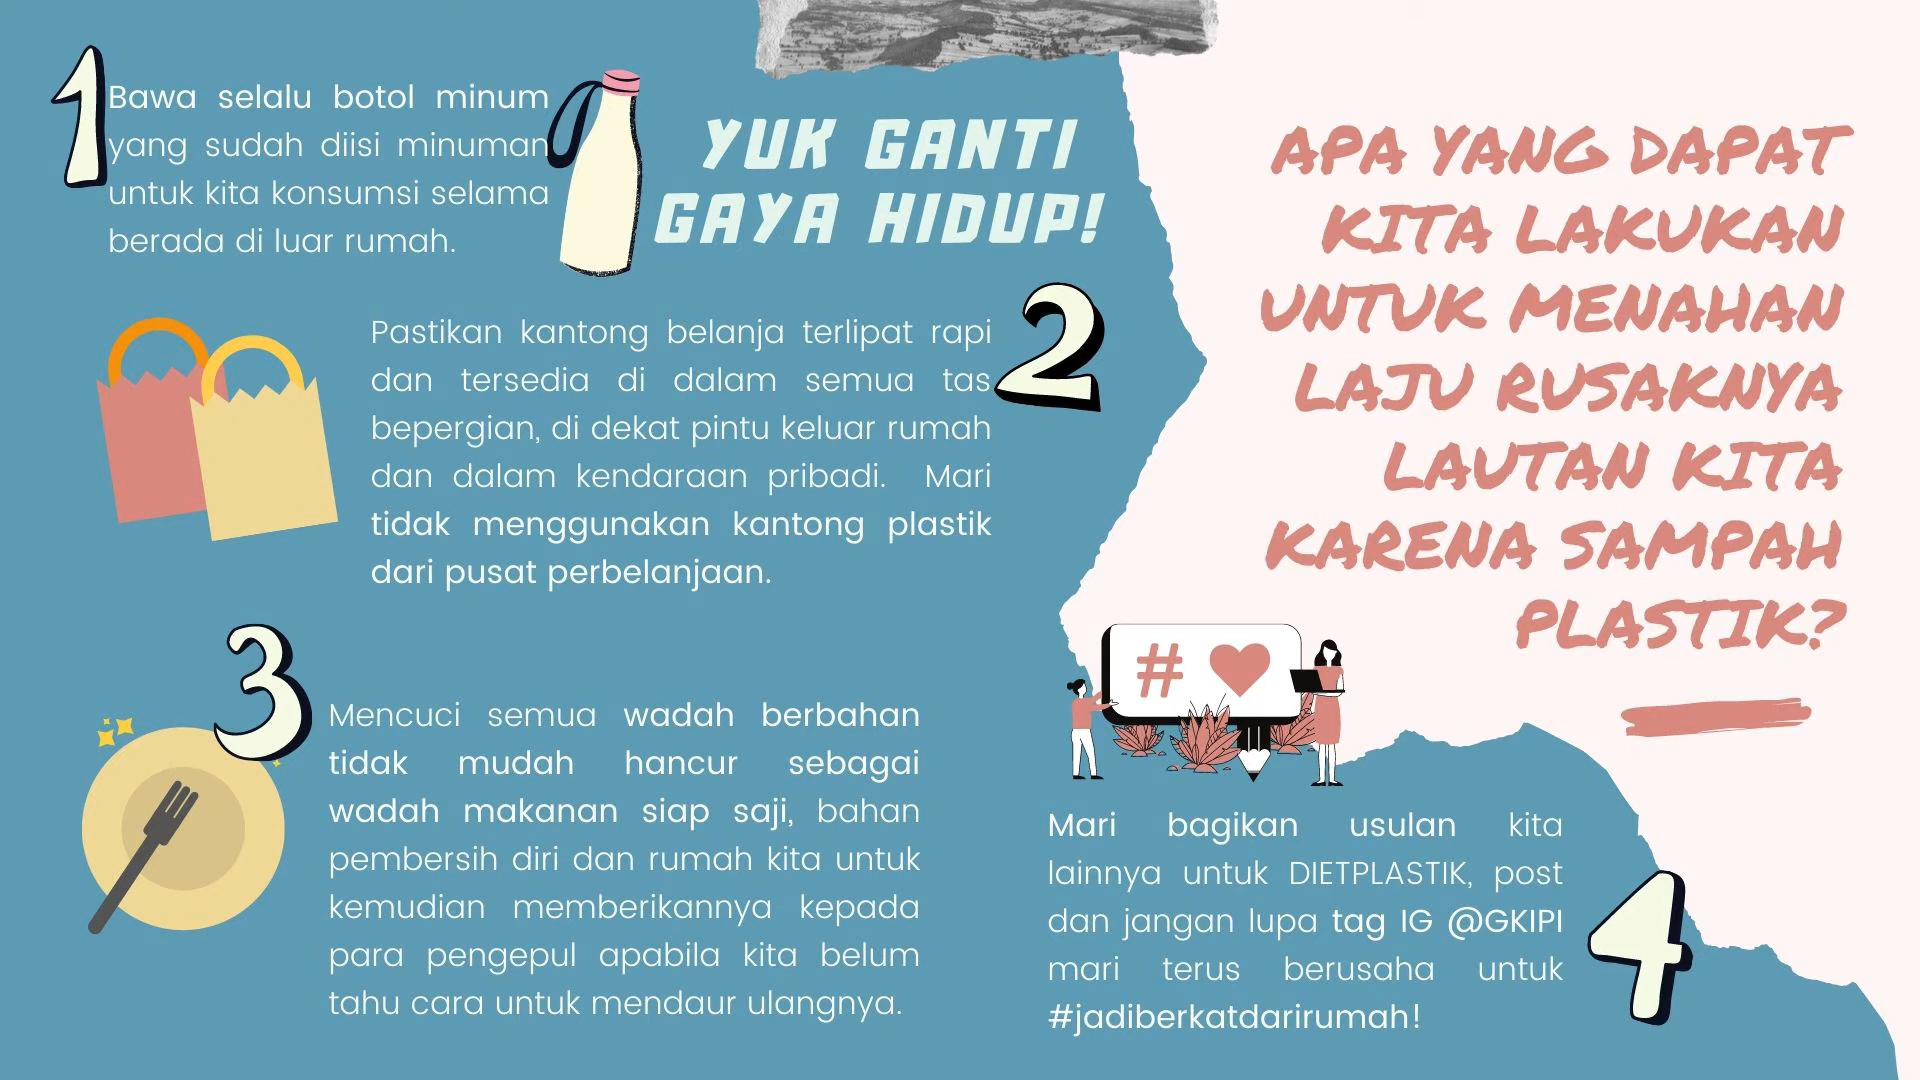 1
Bawa selalu botol minum
yang sudah diisi minuman
untuk kita konsumsi selama
berada di luar rumah.
YUK GANTI
GAYA HIDUP!
APA YANG DAPAT
KITA LAKUKAN
UNTUK MENAHAN
LAJU RUSAKNYA
LAUTAN KITA
KARENA SAMPAH
PLASTIK?
2
Pastikan kantong belanja terlipat rapi
dan tersedia di dalam semua tas
bepergian, di dekat pintu keluar rumah
dan dalam kendaraan pribadi. Mari
tidak menggunakan kantong plastik
dari pusat perbelanjaan.
3
Mencuci semua wadah berbahan
tidak mudah hancur sebagai
wadah makanan siap saji, bahan
pembersih diri dan rumah kita untuk
kemudian memberikannya kepada
para pengepul apabila kita belum
tahu cara untuk mendaur ulangnya.
#
4
Mari bagikan usulan kita
lainnya untuk DIETPLASTIK, post
dan jangan lupa tag IG @GKIPI
mari terus berusaha untuk
#jadiberkatdarirumah!